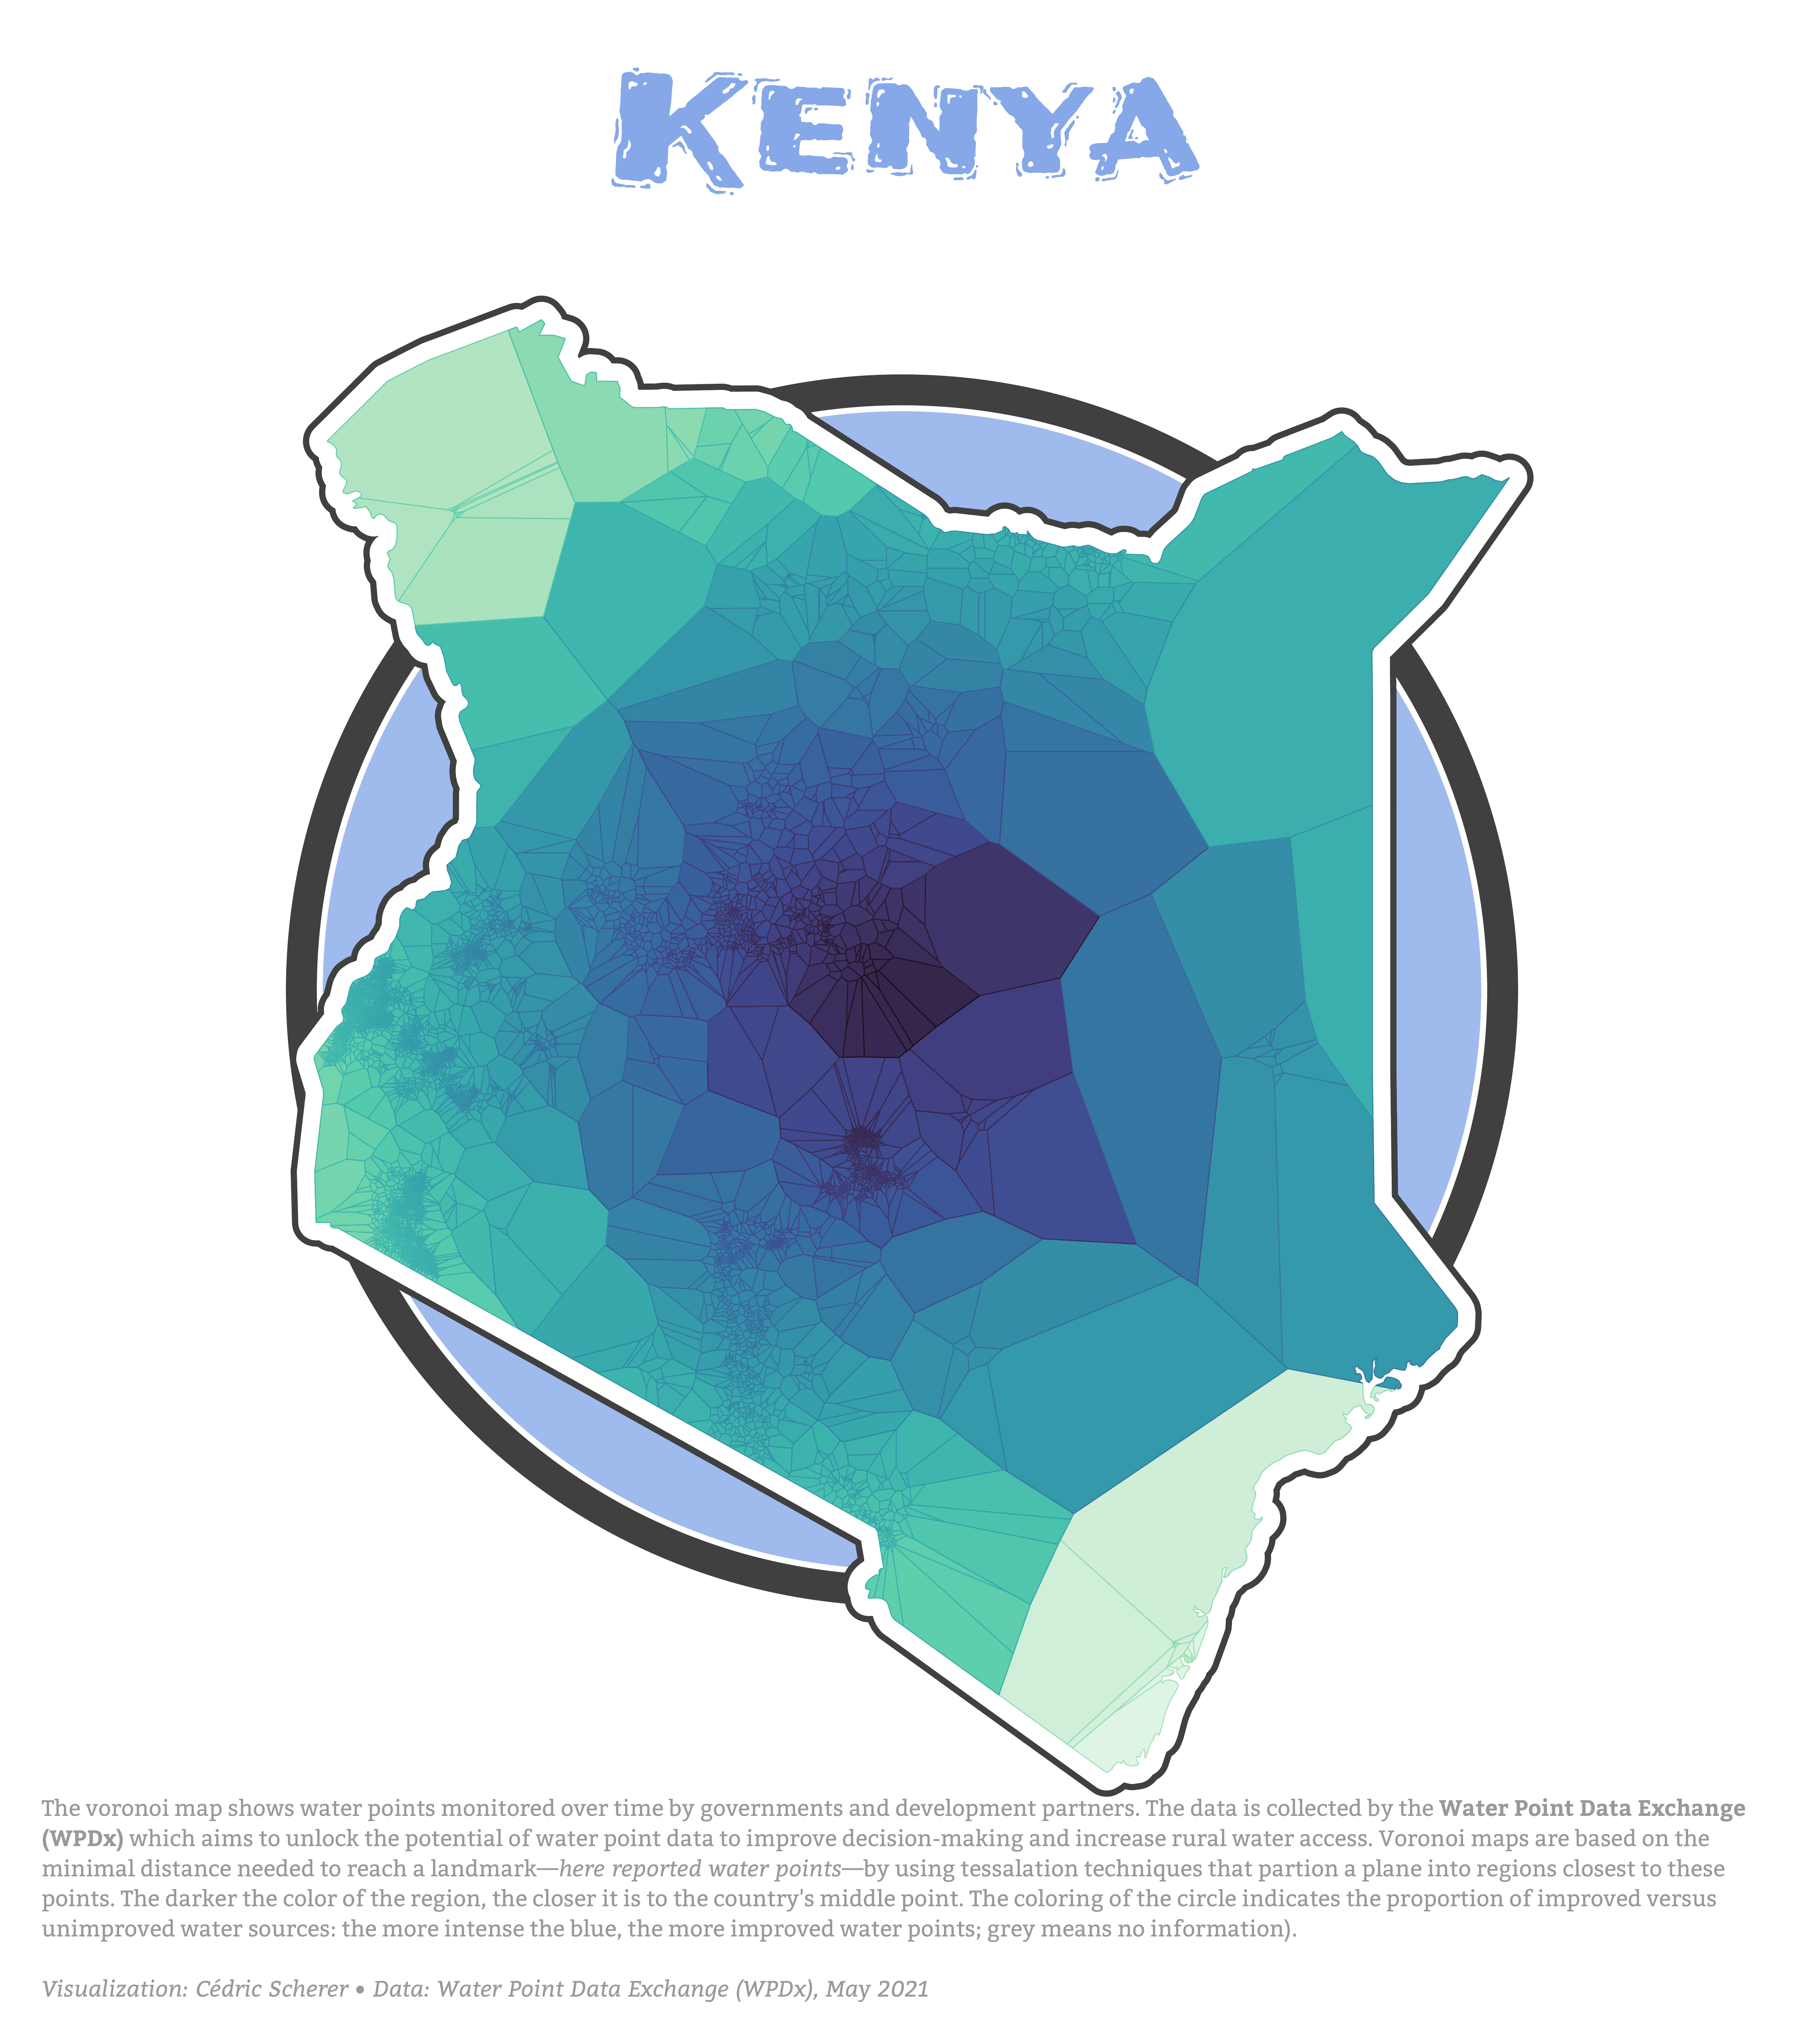 KENYA
The voronoi map shows water points monitored over time by governments and development partners. The data is collected by the Water Point Data Exchange
(WPDx) which aims to unlock the potential of water point data to improve decision-making and increase rural water access. Voronoi maps are based on the
minimal distance needed to reach a landmark—here reported water points—by using tessalation techniques that partion a plane into regions closest to these
points. The darker the color of the region, the closer it is to the country's middle point. The coloring of the circle indicates the proportion of improved versus
unimproved water sources: the more intense the blue, the more improved water points; grey means no information).
Visualization: Cédric Scherer • Data: Water Point Data Exchange (WPDx), May 2021